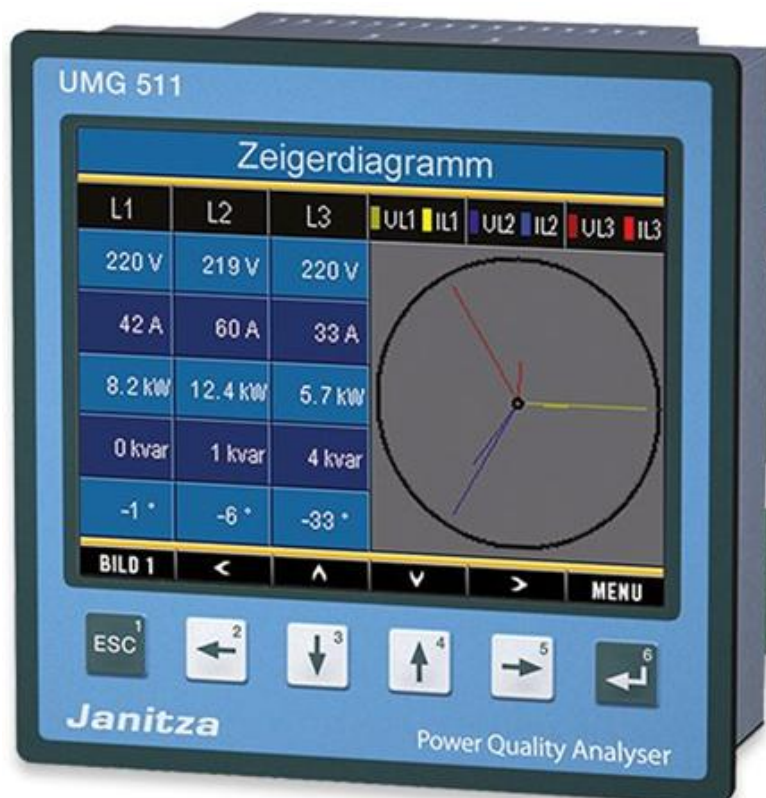 UMG 511
Zeigerdiagramm
L1 L2 L3 UL1 IL1 UL2 IL2 UL3 IL3
220 V 219 V 220 V
42 A 60 A 33 A
8.2 kW 12.4 kW 5.7 kW
0 kvar 1 kvar 4 kvar
-1 ° -6 ° -33 °
BILD 1 < ʌ v > MENU
ESC 1 ← 2 ↓ 3 ↑ 4 → 5 ↵ 6
Janitza
Power Quality Analyser